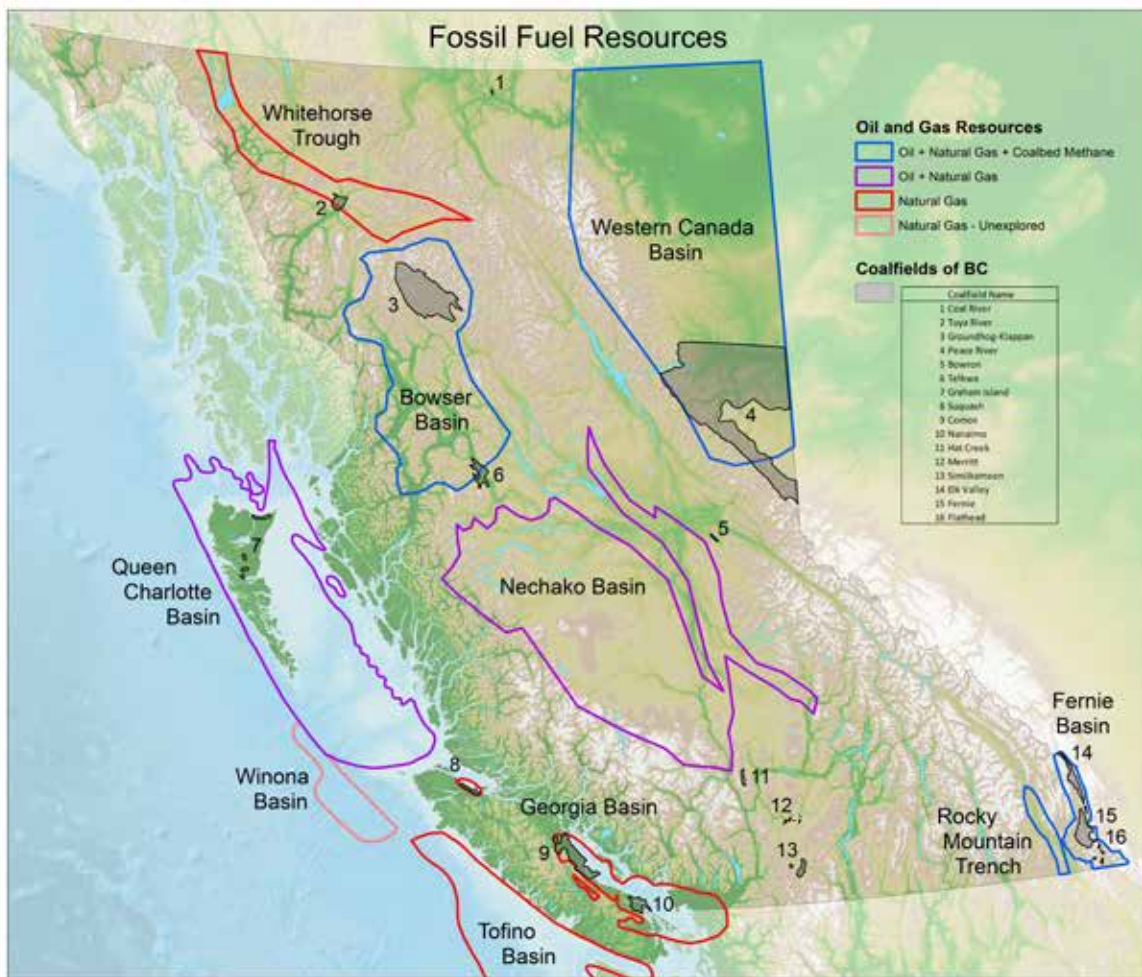 Fossil Fuel Resources
1
Whitehorse
Trough
2
Oil and Gas Resources
Oil + Natural Gas + Coalbed Methane
Oil + Natural Gas
Natural Gas
Natural Gas - Unexplored
Western Canada
Basin
Coalfields of BC
Coalfield Name
1 Coal River
2 Tuya River
3 Groundhog-Klappan
4 Peace River
5 Bowron
6 Telkwa
7 Graham Island
8 Suquash
9 Comox
10 Nanaimo
11 Hat Creek
12 Merritt
13 Similkameen
14 Elk Valley
15 Fernie
16 Flathead
3
Bowser
Basin
4
6
5
7
Queen
Charlotte
Basin
Nechako Basin
Fernie
Basin
14
8
Winona
Basin
11
Georgia Basin
12
15
Rocky
Mountain
Trench
16
9
13
10
Tofino
Basin